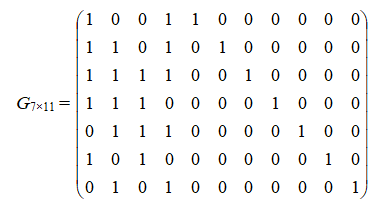 1 0 0 1 1 0 0 0 0 0 0
1 1 0 1 0 1 0 0 0 0 0
1 1 1 1 0 0 1 0 0 0 0
G7×11 = 1 1 1 0 0 0 0 1 0 0 0
0 1 1 1 0 0 0 0 1 0 0
1 0 1 0 0 0 0 0 0 1 0
0 1 0 1 0 0 0 0 0 0 1